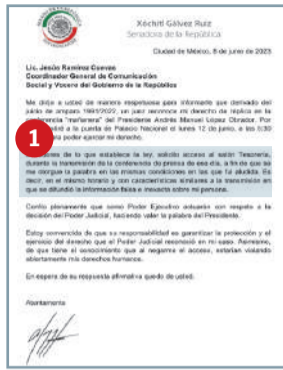 Xóchitl Gálvez Ruiz
Senadora de la República
Ciudad de México, 8 de junio de 2023
Lic. Jesús Ramírez Cuevas
Coordinador General de Comunicación
Social y Vocero del Gobierno de la República
Me dirijo a usted de manera respetuosa para informarle que derivado del
juicio de amparo 1991/2022, un juez reconoce mi derecho de réplica en la
conferencia "mañanera" del Presidente Andrés Manuel López Obrador. Por
a la puerta de Palacio Nacional el lunes 12 de junio, a las 5:30
para poder ejercer mi derecho.
1
de lo que establece la ley, solicito acceso al salón Tesorería,
durante la transmisión de la conferencia de prensa de ese día, a fin de que se
me otorgue la palabra en las mismas condiciones en las que fui aludida. Es
decir, en el mismo horario y con características similares a la transmisión en
que se difundió la información falsa e inexacta sobre mi persona.
Confío plenamente que como Poder Ejecutivo actuarán con respeto a la
decisión del Poder Judicial, haciendo valer la palabra del Presidente.
Estoy convencida de que su responsabilidad es garantizar la protección y el
ejercicio del derecho que el Poder Judicial reconoció en mi caso. Asimismo,
de que tiene el conocimiento que al negarme el acceso, estarían violando
abiertamente mis derechos humanos.
En espera de su respuesta afirmativa quedo de usted.
Atentamente